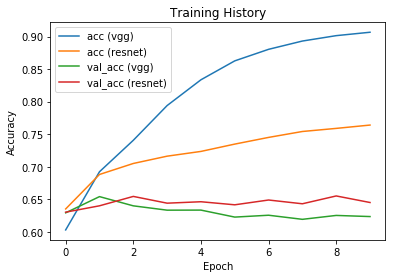 Training History
acc (vgg)
acc (resnet)
val_acc (vgg)
val_acc (resnet)
Accuracy
0.90
0.85
0.80
0.75
0.70
0.65
0.60
0 2 4 6 8
Epoch